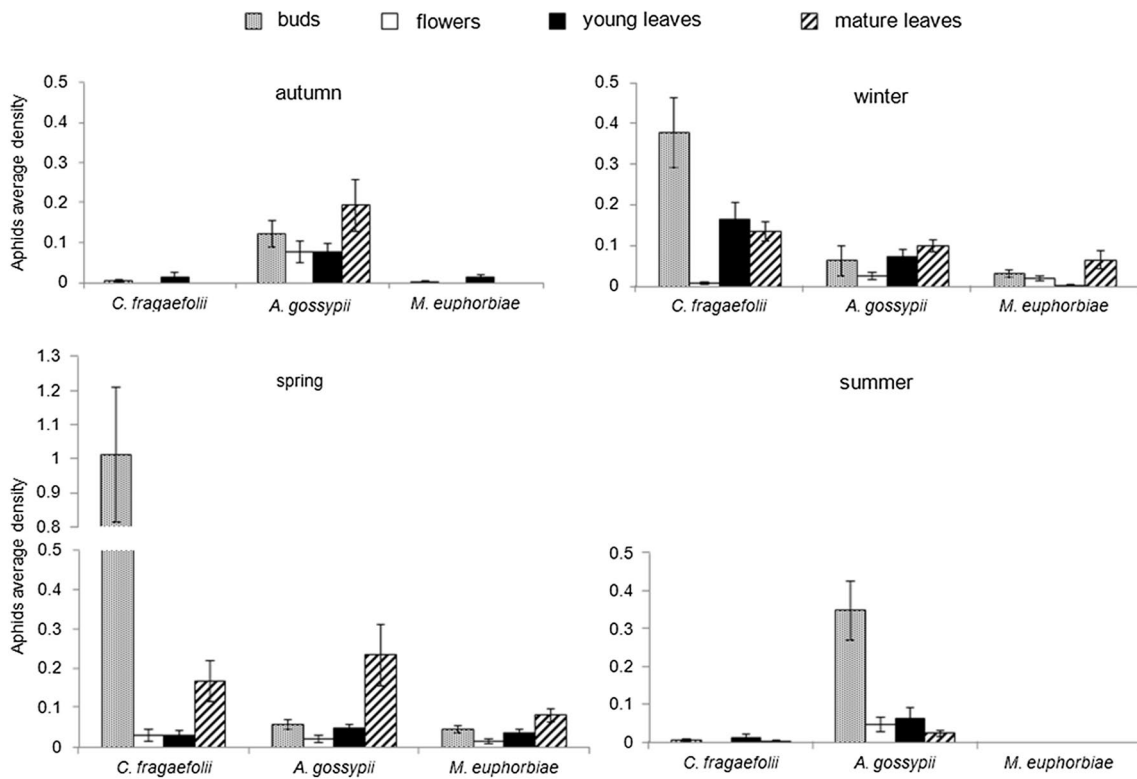 buds flowers young leaves mature leaves
autumn
Aphids average density
0.5
0.4
0.3
0.2
0.1
0
C. fragaefolii A. gossypii M. euphorbiae
winter
0.5
0.4
0.3
0.2
0.1
0
C. fragaefolii A. gossypii M. euphorbiae
spring
Aphids average density
1.3
1.2
1.1
1
0.9
0.8
0.5
0.4
0.3
0.2
0.1
0
C. fragaefolii A. gossypii M. euphorbiae
summer
0.5
0.4
0.3
0.2
0.1
0
C. fragaefolii A. gossypii M. euphorbiae